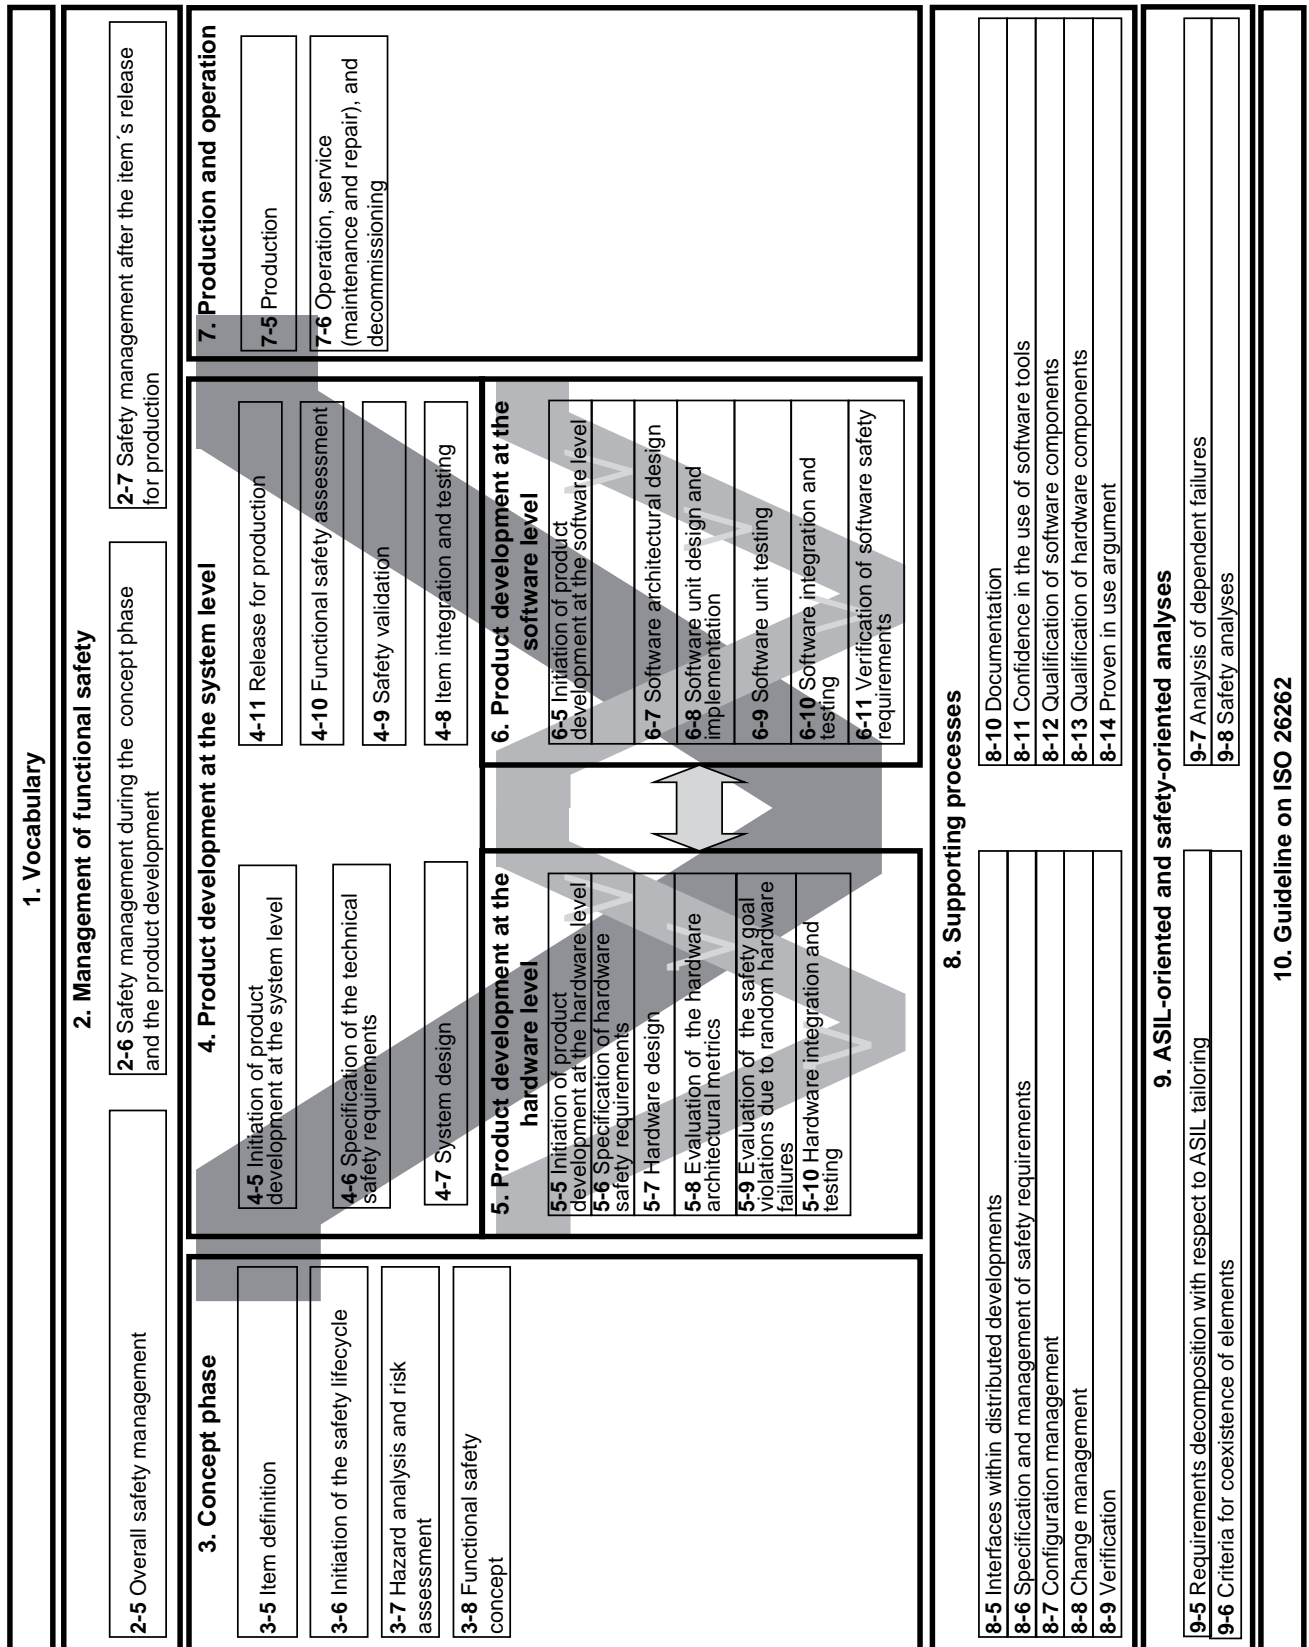 1. Vocabulary
2. Management of functional safety
2-5 Overall safety management
2-6 Safety management during the concept phase
and the product development
2-7 Safety management after the item´s release
for production
3. Concept phase
3-5 Item definition
3-6 Initiation of the safety lifecycle
3-7 Hazard analysis and risk
assessment
3-8 Functional safety
concept
4. Product development at the system level
4-5 Initiation of product
development at the system level
4-6 Specification of the technical
safety requirements
4-7 System design
4-11 Release for production
4-10 Functional safety assessment
4-9 Safety validation
4-8 Item integration and testing
5. Product development at the
hardware level
5-5 Initiation of product
development at the hardware level
5-6 Specification of hardware
safety requirements
5-7 Hardware design
5-8 Evaluation of the hardware
architectural metrics
5-9 Evaluation of the safety goal
violations due to random hardware
failures
5-10 Hardware integration and
testing
6. Product development at the
software level
6-5 Initiation of product
development at the software level
6-7 Software architectural design
6-8 Software unit design and
implementation
6-9 Software unit testing
6-10 Software integration and
testing
6-11 Verification of software safety
requirements
7. Production and operation
7-5 Production
7-6 Operation, service
(maintenance and repair), and
decommissioning
8. Supporting processes
8-5 Interfaces within distributed developments
8-6 Specification and management of safety requirements
8-7 Configuration management
8-8 Change management
8-9 Verification
8-10 Documentation
8-11 Confidence in the use of software tools
8-12 Qualification of software components
8-13 Qualification of hardware components
8-14 Proven in use argument
9. ASIL-oriented and safety-oriented analyses
9-5 Requirements decomposition with respect to ASIL tailoring
9-6 Criteria for coexistence of elements
9-7 Analysis of dependent failures
9-8 Safety analyses
10. Guideline on ISO 26262